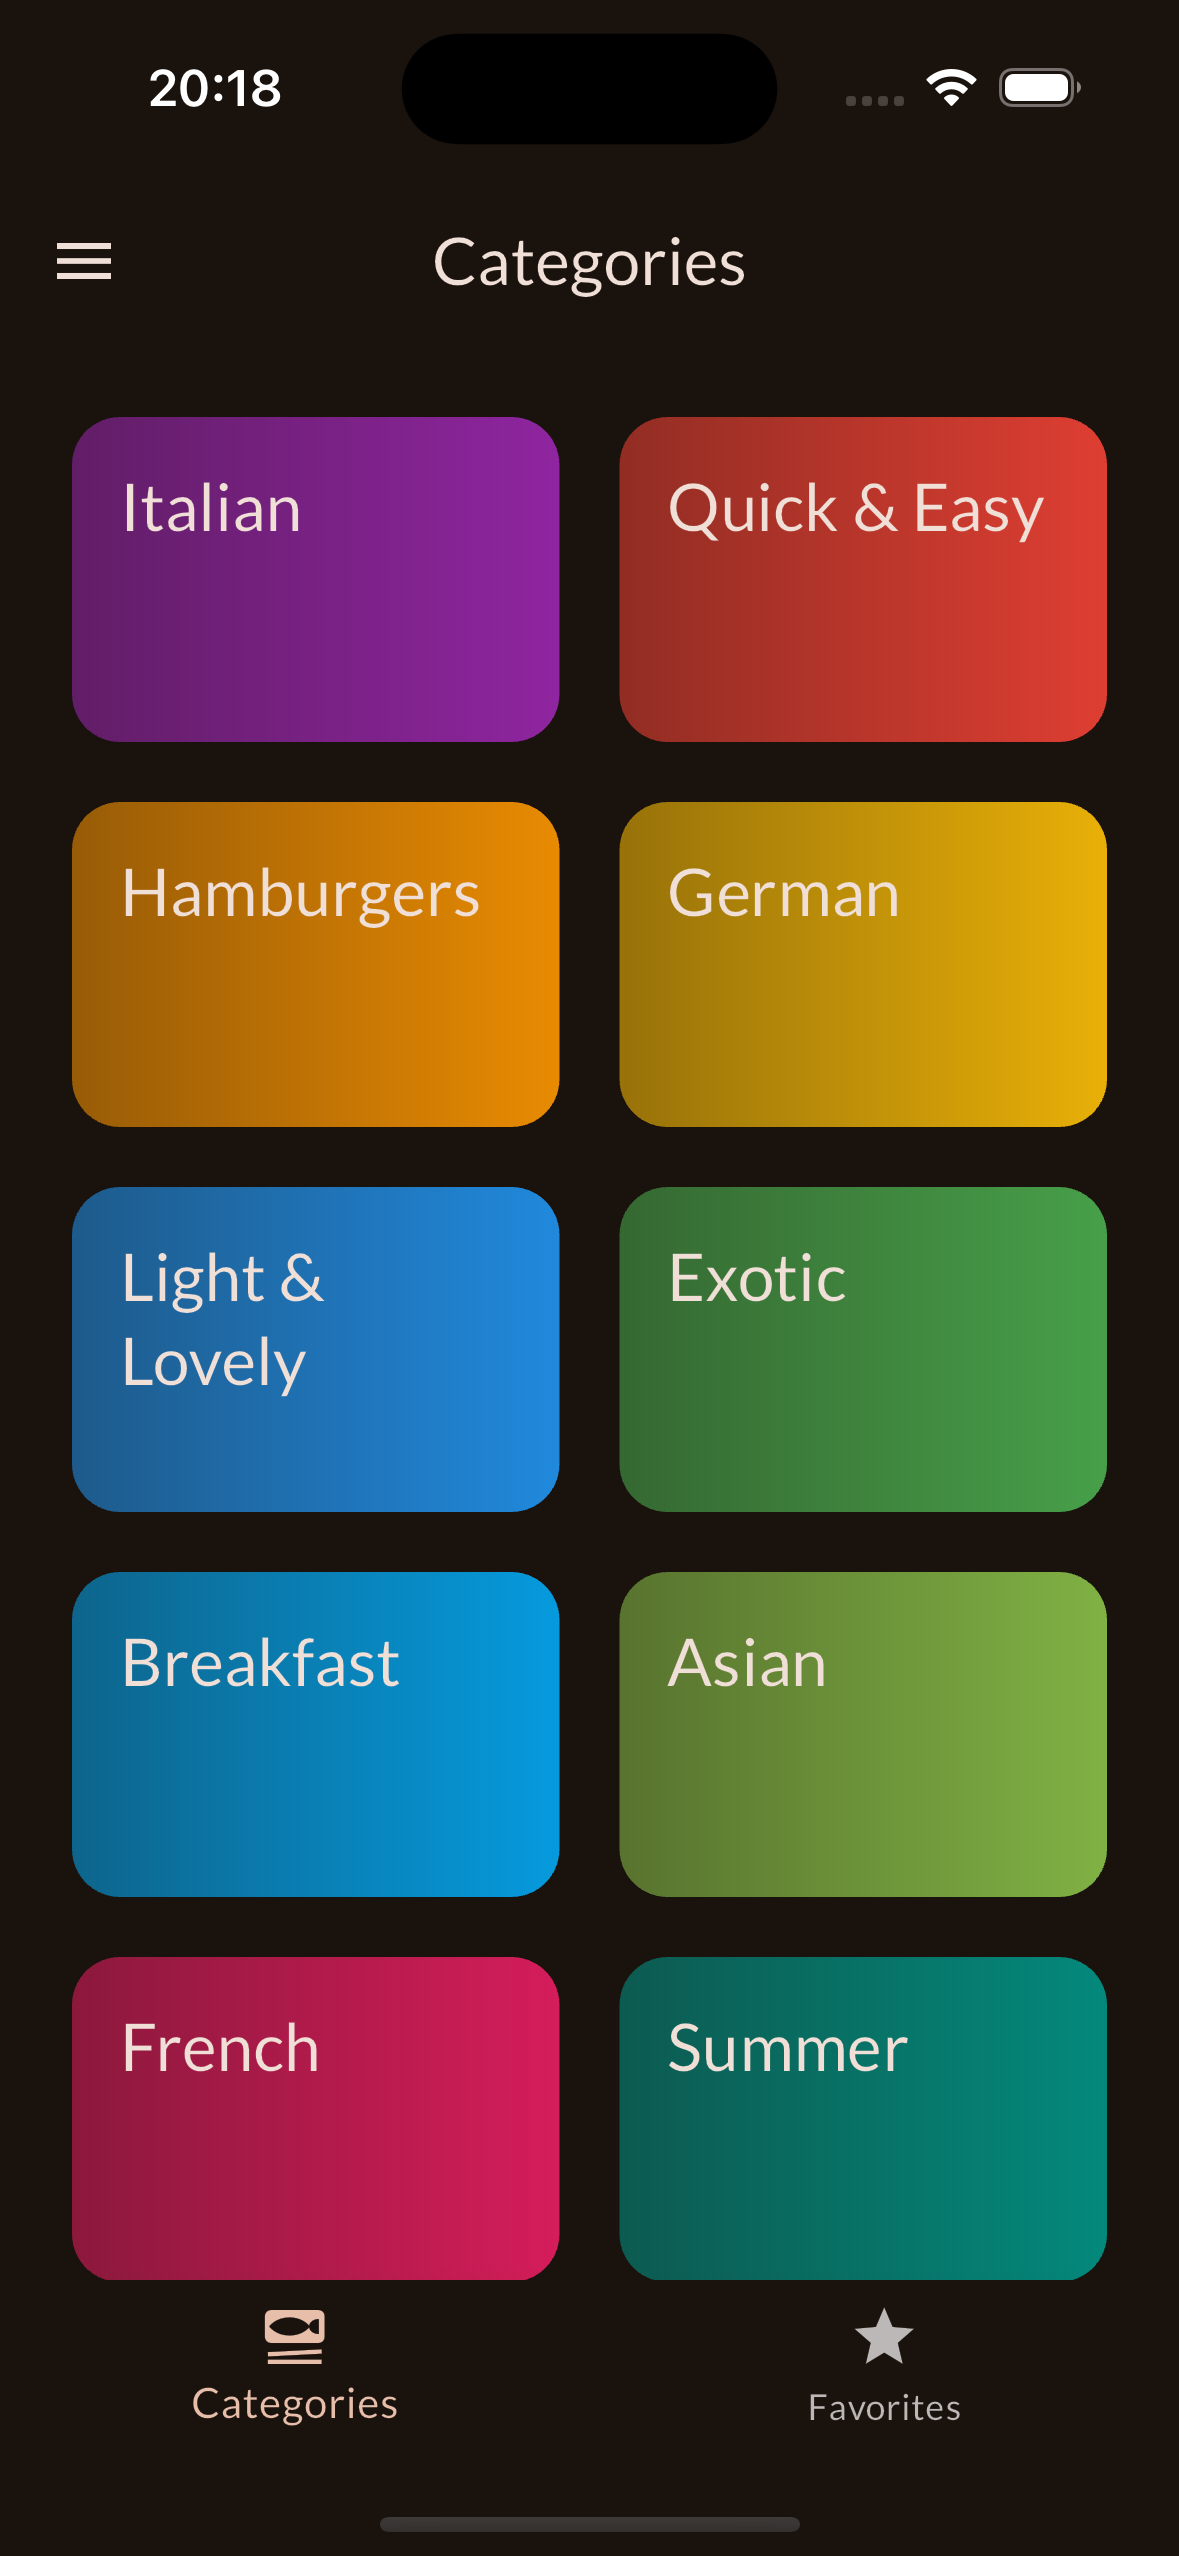 20:18
Categories
Italian
Quick & Easy
Hamburgers
German
Light &
Lovely
Exotic
Breakfast
Asian
French
Summer
Categories
Favorites